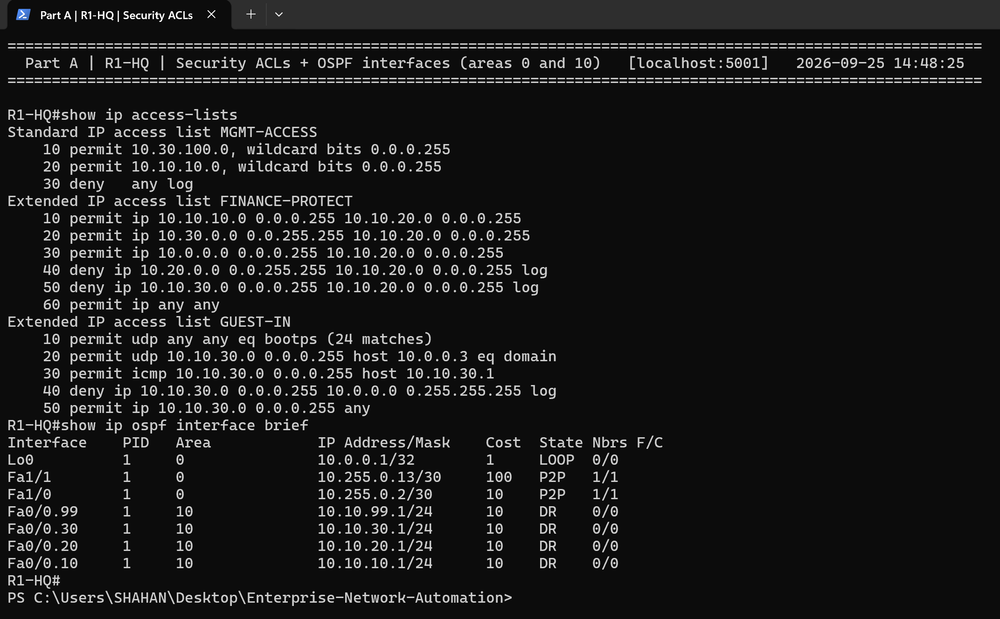 Part A | R1-HQ | Security ACLs
==============================================================================================================
  Part A | R1-HQ | Security ACLs + OSPF interfaces (areas 0 and 10)   [localhost:5001]   2026-09-25 14:48:25
==============================================================================================================

R1-HQ#show ip access-lists
Standard IP access list MGMT-ACCESS
    10 permit 10.30.100.0, wildcard bits 0.0.0.255
    20 permit 10.10.10.0, wildcard bits 0.0.0.255
    30 deny   any log
Extended IP access list FINANCE-PROTECT
    10 permit ip 10.10.10.0 0.0.0.255 10.10.20.0 0.0.0.255
    20 permit ip 10.30.0.0 0.0.255.255 10.10.20.0 0.0.0.255
    30 permit ip 10.0.0.0 0.0.0.255 10.10.20.0 0.0.0.255
    40 deny ip 10.20.0.0 0.0.255.255 10.10.20.0 0.0.0.255 log
    50 deny ip 10.10.30.0 0.0.0.255 10.10.20.0 0.0.0.255 log
    60 permit ip any any
Extended IP access list GUEST-IN
    10 permit udp any any eq bootps (24 matches)
    20 permit udp 10.10.30.0 0.0.0.255 host 10.0.0.3 eq domain
    30 permit icmp 10.10.30.0 0.0.0.255 host 10.10.30.1
    40 deny ip 10.10.30.0 0.0.0.255 10.0.0.0 0.255.255.255 log
    50 permit ip 10.10.30.0 0.0.0.255 any
R1-HQ#show ip ospf interface brief
Interface    PID   Area            IP Address/Mask    Cost  State Nbrs F/C
Lo0          1     0               10.0.0.1/32        1     LOOP  0/0
Fa1/1        1     0               10.255.0.13/30     100   P2P   1/1
Fa1/0        1     0               10.255.0.2/30      10    P2P   1/1
Fa0/0.99     1     10              10.10.99.1/24      10    DR    0/0
Fa0/0.30     1     10              10.10.30.1/24      10    DR    0/0
Fa0/0.20     1     10              10.10.20.1/24      10    DR    0/0
Fa0/0.10     1     10              10.10.10.1/24      10    DR    0/0
R1-HQ#
PS C:\Users\SHAHAN\Desktop\Enterprise-Network-Automation>